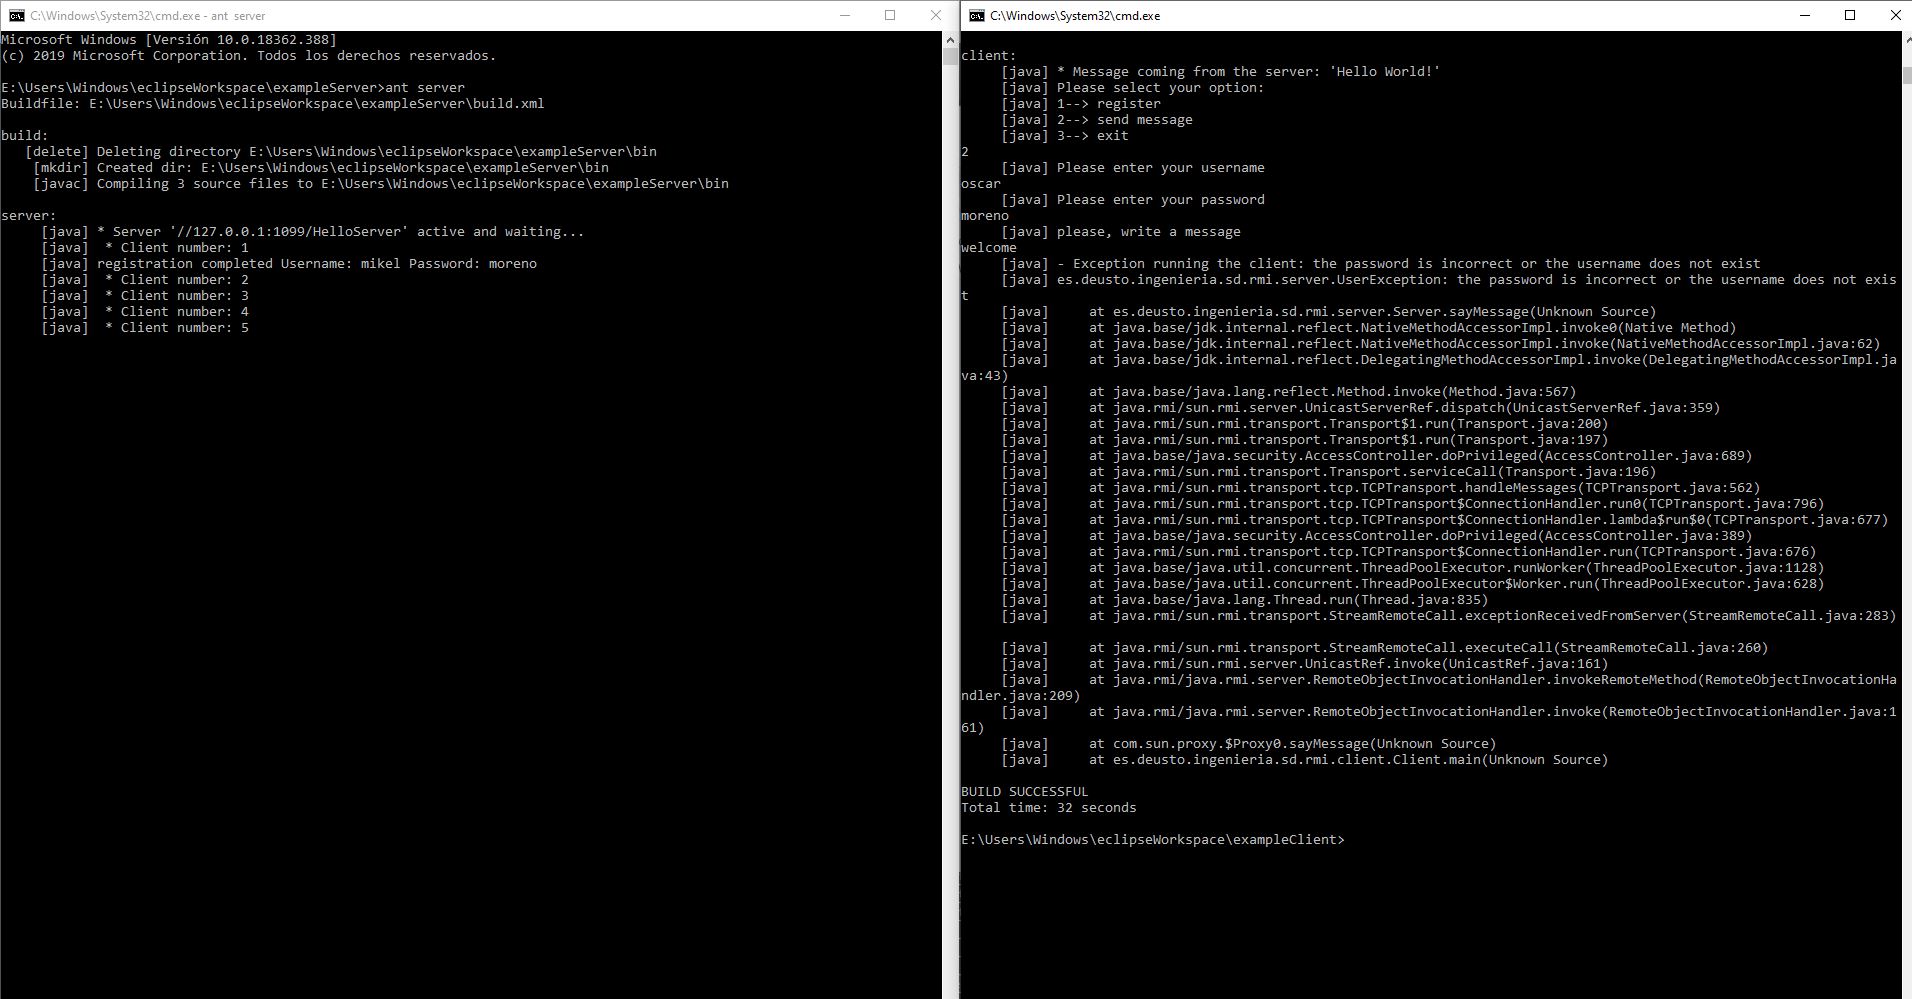 C:\Windows\System32\cmd.exe - ant server
Microsoft Windows [Versión 10.0.18362.388]
(c) 2019 Microsoft Corporation. Todos los derechos reservados.
E:\Users\Windows\eclipseWorkspace\exampleServer>ant server
Buildfile: E:\Users\Windows\eclipseWorkspace\exampleServer\build.xml
build:
[delete] Deleting directory E:\Users\Windows\eclipseWorkspace\exampleServer\bin
[mkdir] Created dir: E:\Users\Windows\eclipseWorkspace\exampleServer\bin
[javac] Compiling 3 source files to E:\Users\Windows\eclipseWorkspace\exampleServer\bin
server:
[java] * Server '//127.0.0.1:1099/HelloServer' active and waiting...
[java]  * Client number: 1
[java] registration completed Username: mikel Password: moreno
[java]  * Client number: 2
[java]  * Client number: 3
[java]  * Client number: 4
[java]  * Client number: 5
C:\Windows\System32\cmd.exe
client:
[java] * Message coming from the server: 'Hello World!'
[java] Please select your option:
[java] 1--> register
[java] 2--> send message
[java] 3--> exit
2
[java] Please enter your username
oscar
[java] Please enter your password
moreno
[java] please, write a message
welcome
[java] - Exception running the client: the password is incorrect or the username does not exist
[java] es.deusto.ingenieria.sd.rmi.server.UserException: the password is incorrect or the username does not exis
t
[java]     at es.deusto.ingenieria.sd.rmi.server.Server.sayMessage(Unknown Source)
[java]     at java.base/jdk.internal.reflect.NativeMethodAccessorImpl.invoke0(Native Method)
[java]     at java.base/jdk.internal.reflect.NativeMethodAccessorImpl.invoke(NativeMethodAccessorImpl.java:62)
[java]     at java.base/jdk.internal.reflect.DelegatingMethodAccessorImpl.invoke(DelegatingMethodAccessorImpl.ja
va:43)
[java]     at java.base/java.lang.reflect.Method.invoke(Method.java:567)
[java]     at java.rmi/sun.rmi.server.UnicastServerRef.dispatch(UnicastServerRef.java:359)
[java]     at java.rmi/sun.rmi.transport.Transport$1.run(Transport.java:200)
[java]     at java.rmi/sun.rmi.transport.Transport$1.run(Transport.java:197)
[java]     at java.base/java.security.AccessController.doPrivileged(AccessController.java:689)
[java]     at java.rmi/sun.rmi.transport.Transport.serviceCall(Transport.java:196)
[java]     at java.rmi/sun.rmi.transport.tcp.TCPTransport.handleMessages(TCPTransport.java:562)
[java]     at java.rmi/sun.rmi.transport.tcp.TCPTransport$ConnectionHandler.run0(TCPTransport.java:796)
[java]     at java.rmi/sun.rmi.transport.tcp.TCPTransport$ConnectionHandler.lambda$run$0(TCPTransport.java:677)
[java]     at java.base/java.security.AccessController.doPrivileged(AccessController.java:389)
[java]     at java.rmi/sun.rmi.transport.tcp.TCPTransport$ConnectionHandler.run(TCPTransport.java:676)
[java]     at java.base/java.util.concurrent.ThreadPoolExecutor.runWorker(ThreadPoolExecutor.java:1128)
[java]     at java.base/java.util.concurrent.ThreadPoolExecutor$Worker.run(ThreadPoolExecutor.java:628)
[java]     at java.base/java.lang.Thread.run(Thread.java:835)
[java]     at java.rmi/sun.rmi.transport.StreamRemoteCall.exceptionReceivedFromServer(StreamRemoteCall.java:283)
[java]     at java.rmi/sun.rmi.transport.StreamRemoteCall.executeCall(StreamRemoteCall.java:260)
[java]     at java.rmi/sun.rmi.server.UnicastRef.invoke(UnicastRef.java:161)
[java]     at java.rmi/java.rmi.server.RemoteObjectInvocationHandler.invokeRemoteMethod(RemoteObjectInvocationHa
ndler.java:209)
[java]     at java.rmi/java.rmi.server.RemoteObjectInvocationHandler.invoke(RemoteObjectInvocationHandler.java:1
61)
[java]     at com.sun.proxy.$Proxy0.sayMessage(Unknown Source)
[java]     at es.deusto.ingenieria.sd.rmi.client.Client.main(Unknown Source)
BUILD SUCCESSFUL
Total time: 32 seconds
E:\Users\Windows\eclipseWorkspace\exampleClient>